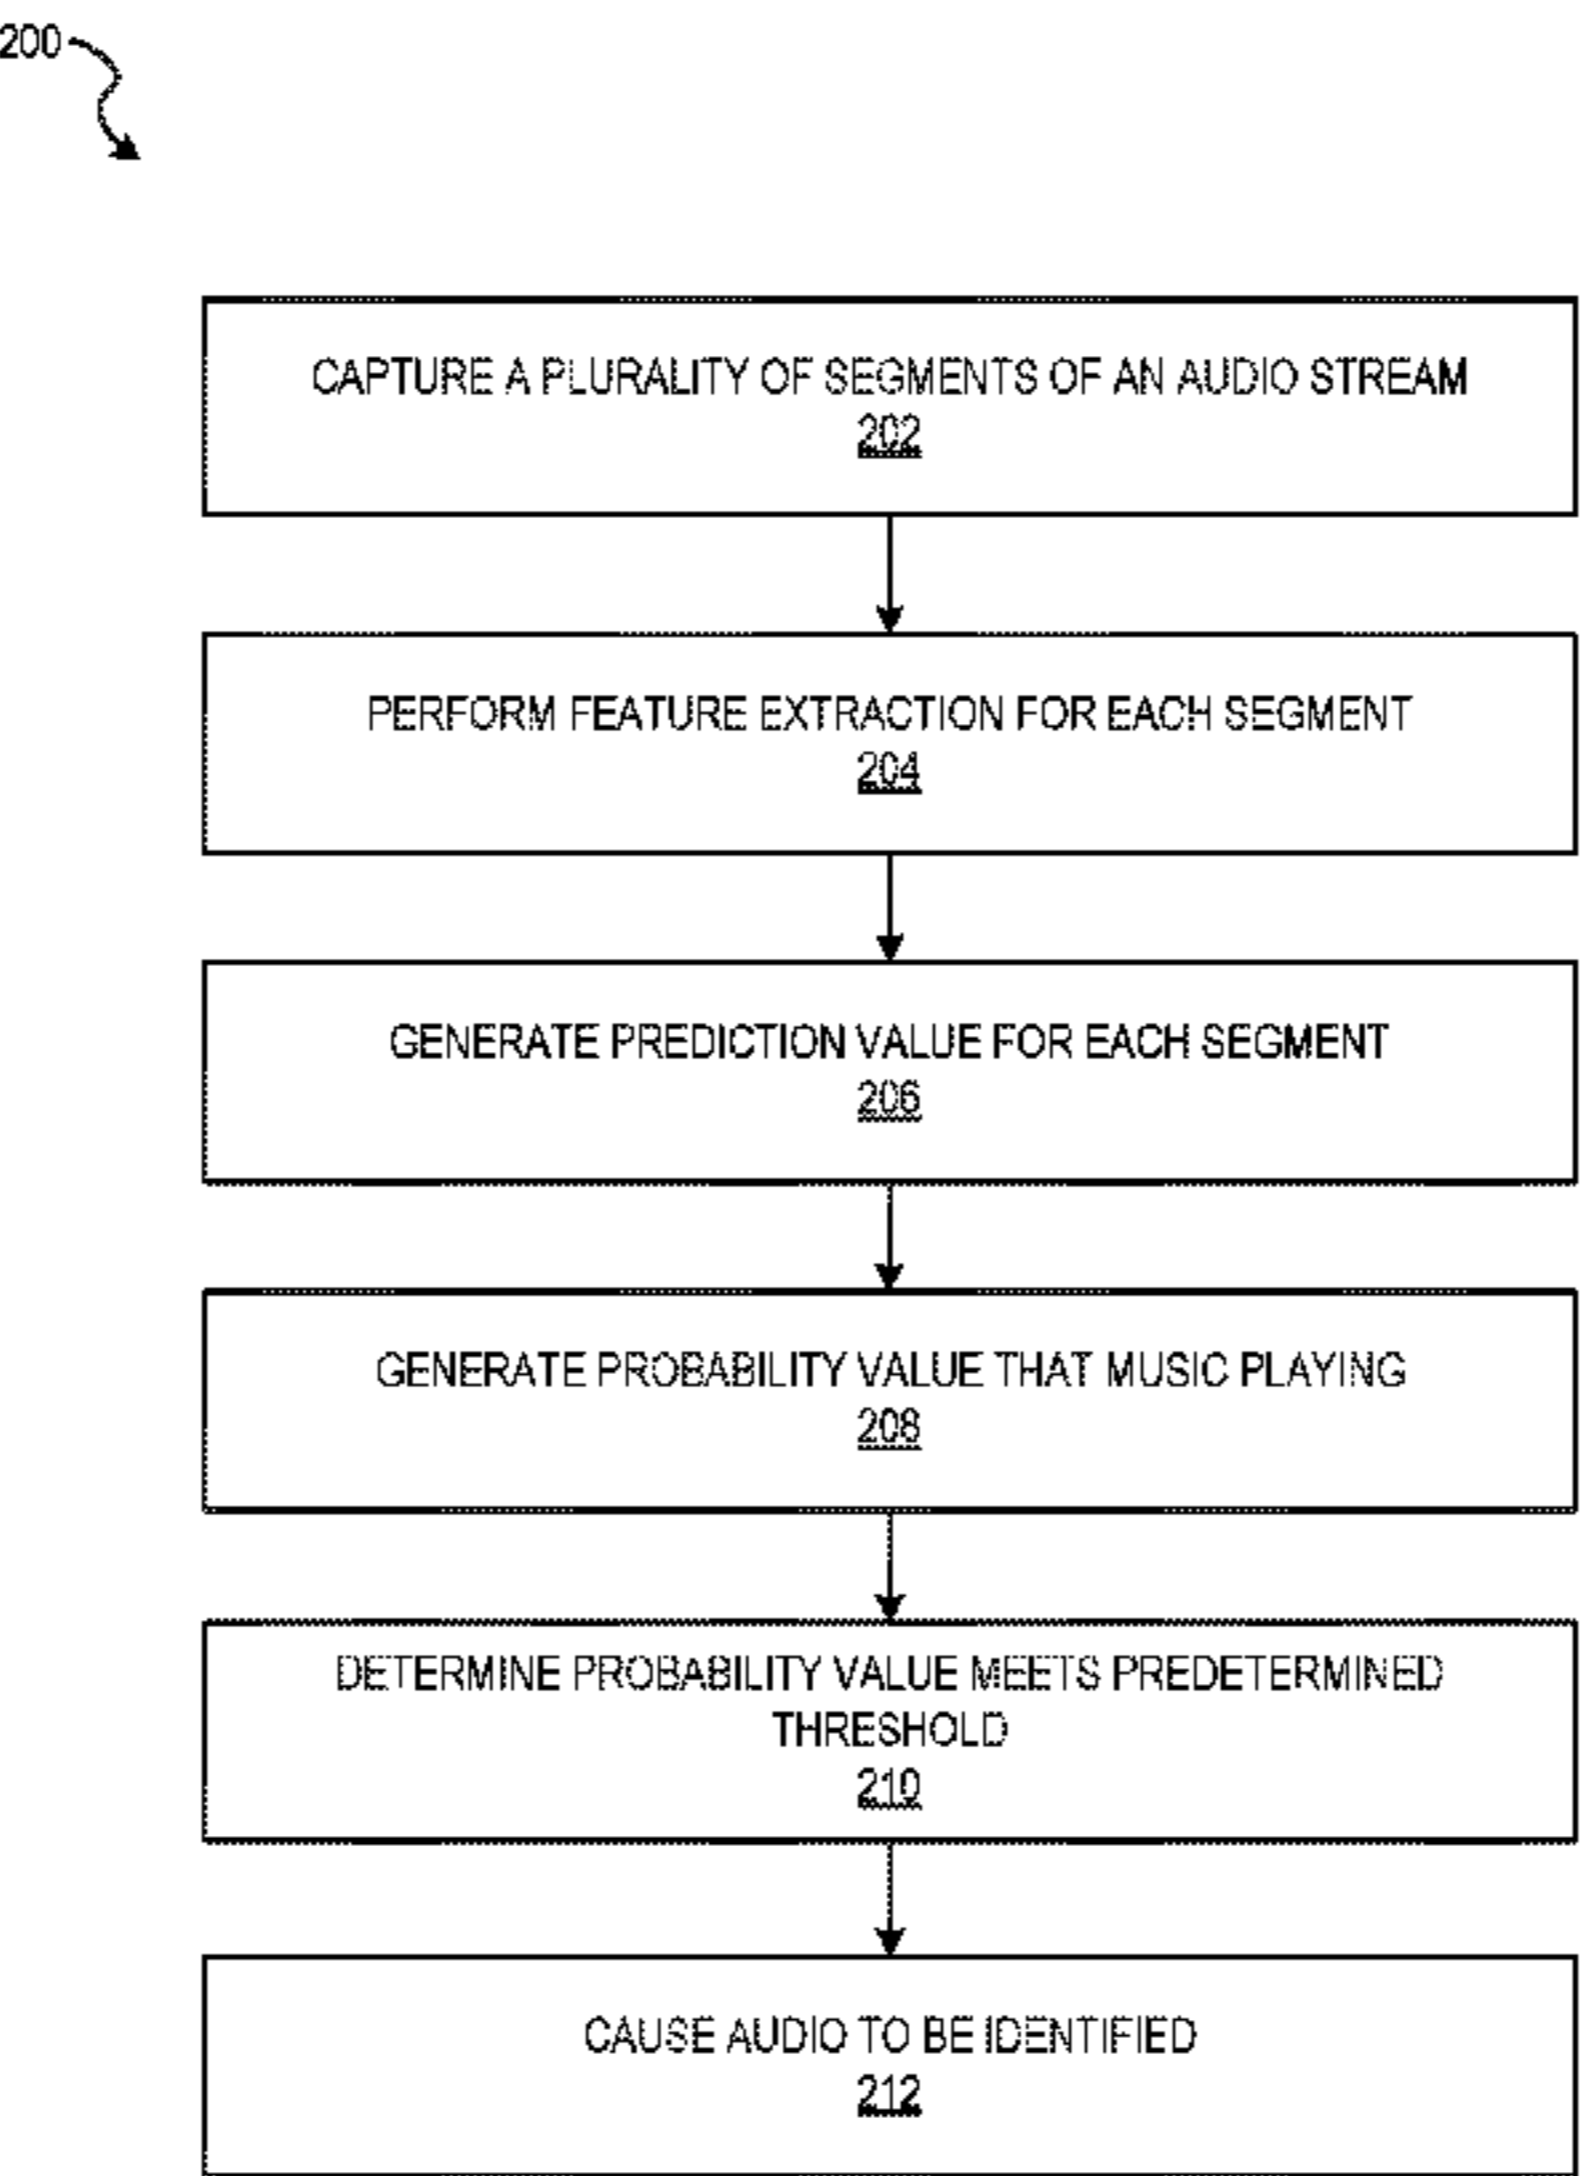 200
CAPTURE A PLURALITY OF SEGMENTS OF AN AUDIO STREAM
202
PERFORM FEATURE EXTRACTION FOR EACH SEGMENT
204
GENERATE PREDICTION VALUE FOR EACH SEGMENT
206
GENERATE PROBABILITY VALUE THAT MUSIC PLAYING
208
DETERMINE PROBABILITY VALUE MEETS PREDETERMINED
THRESHOLD
210
CAUSE AUDIO TO BE IDENTIFIED
212